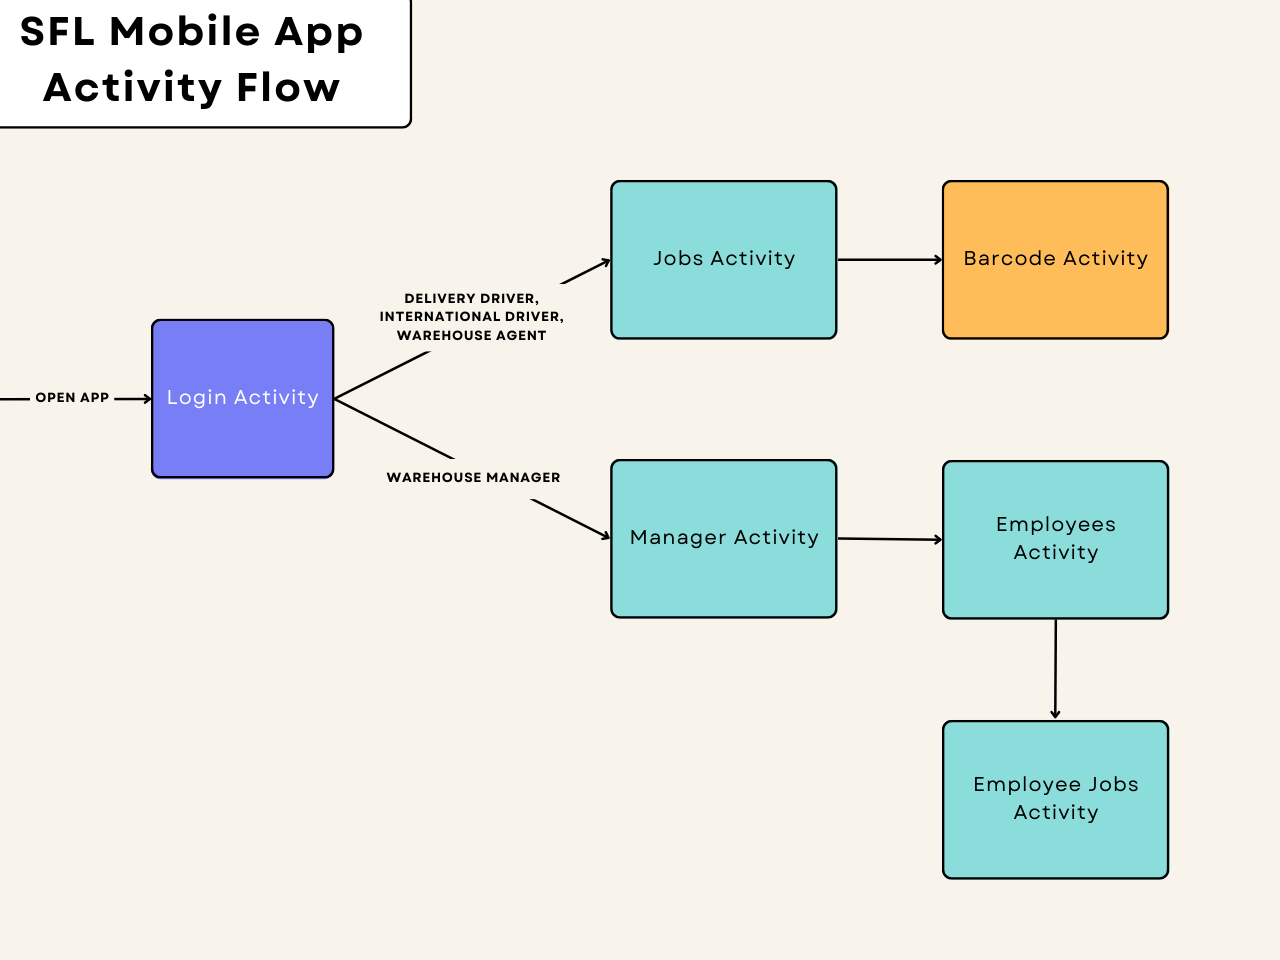 SFL Mobile App
Activity Flow
OPEN APP
Login Activity
DELIVERY DRIVER,
INTERNATIONAL DRIVER,
WAREHOUSE AGENT
Jobs Activity
Barcode Activity
WAREHOUSE MANAGER
Manager Activity
Employees
Activity
Employee Jobs
Activity